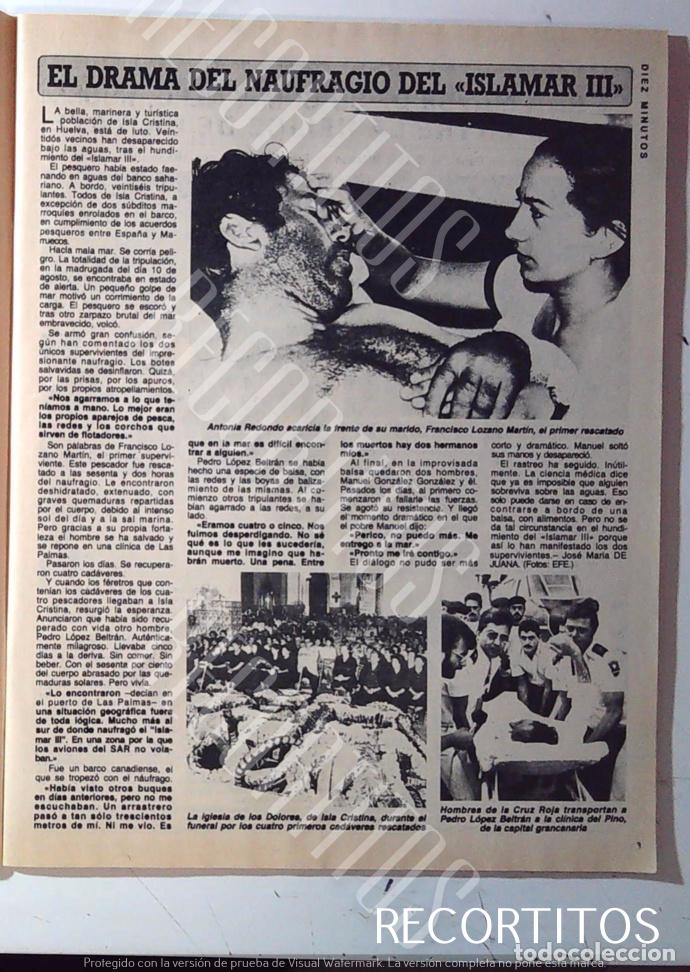 DIEZ MINUTOS
EL DRAMA DEL NAUFRAGIO DEL «ISLAMAR III»
LA bella, marinera y turística
población de Isla Cristina,
en Huelva, está de luto. Vein-
tidós vecinos han desaparecido
bajo las aguas, tras el hundi-
miento del «Islamar III».
El pesquero había estado fae-
nando en aguas del banco saha-
riano. A bordo, veintiséis tripu-
lantes. Todos de Isla Cristina, a
excepción de dos súbditos ma-
rroquíes enrolados en el barco,
en cumplimiento de los acuerdos
pesqueros entre España y Ma-
rruecos.
Hacía mala mar. Se corría peli-
gro. La totalidad de la tripulación,
en la madrugada del día 10 de
agosto, se encontraba en estado
de alerta. Un pequeño golpe de
mar motivó un corrimiento de la
carga. El pesquero se escoró y
tras otro zarpazo brutal del mar
embravecido, volcó.
Se armó gran confusión, se-
gún han comentado los dos
únicos supervivientes del impre-
sionante naufragio. Los botes
salvavidas se desinflaron. Quizá,
por las prisas, por los apuros,
por los propios atropellamientos.
«Nos agarramos a lo que te-
níamos a mano. Lo mejor eran
los propios aparejos de pesca,
las redes y los corchos que
sirven de flotadores.»
Son palabras de Francisco Lo-
zano Martín, el primer supervi-
viente. Este pescador fue resca-
tado a las sesenta y dos horas
del naufragio. Le encontraron
deshidratado, extenuado, con
graves quemaduras repartidas
por el cuerpo, debido al intenso
sol del día y a la sal marina.
Pero gracias a su propia fortale-
za el hombre se ha salvado y
se repone en una clínica de Las
Palmas.
Pasaron los días. Se recupera-
ron cuatro cadáveres.
Y cuando los féretros que con-
tenían los cadáveres de los cua-
tro pescadores llegaban a Isla
Cristina, resurgió la esperanza.
Anunciaron que había sido recu-
perado con vida otro hombre:
Pedro López Beltrán. Auténtica-
mente milagroso. Llevaba cinco
días a la deriva. Sin comer. Sin
beber. Con el sesenta por ciento
del cuerpo abrasado por las que-
maduras solares. Pero vivía.
«Lo encontraron –decían en
el puerto de Las Palmas– en
una situación geográfica fuera
de toda lógica. Mucho más al
sur de donde naufragó el "Isla-
mar III". En una zona por la que
los aviones del SAR no vola-
ban.»
Fue un barco canadiense, el
que se tropezó con el náufrago.
«Había visto otros buques
en días anteriores, pero no me
escuchaban. Un arrastrero
pasó a tan sólo trescientos
metros de mí. Ni me vio. Es
Antonia Redondo acaricia la frente de su marido, Francisco Lozano Martín, el primer rescatado
que en la mar es difícil encon-
trar a alguien.»
Pedro López Beltrán se había
hecho una especie de balsa, con
las redes y las boyas de baliza-
miento de las mismas. Al co-
mienzo otros tripulantes se ha-
bían agarrado a las redes, a su
lado.
«Eramos cuatro o cinco. Nos
fuimos desperdigando. No sé
qué es lo que les sucedería,
aunque me imagino que ha-
brán muerto. Una pena. Entre
los muertos hay dos hermanos
míos.»
Al final, en la improvisada
balsa quedaron dos hombres,
Manuel González González y él.
Pasados los días, al primero co-
menzaron a fallarle las fuerzas.
Se agotó su resistencia. Y llegó
el momento dramático en el que
el pobre Manuel dijo:
–«Perico, no puedo más. Me
entrego a la mar.»
–«Pronto me iré contigo.»
El diálogo no pudo ser más
corto y dramático. Manuel soltó
sus manos y desapareció.
El rastreo ha seguido. Inútil-
mente. La ciencia médica dice
que ya es imposible que alguien
sobreviva sobre las aguas. Eso
solo puede darse en caso de en-
contrarse a bordo de una
balsa, con alimentos. Pero no se
da tal circunstancia en el hundi-
miento del «Islamar III» porque
así lo han manifestado los dos
supervivientes.– José María DE
JUANA. (Fotos: EFE.)
La iglesia de los Dolores, de Isla Cristina, durante el
funeral por los cuatro primeros cadáveres rescatados
Hombres de la Cruz Roja transportan a
Pedro López Beltrán a la clínica del Pino,
de la capital grancanaria
RECORTITOS
RECORTITOS
RECORTITOS
RECORTITOS
todocoleccion
Protegido con la versión de prueba de Visual Watermark. La versión completa no pone esta marca.